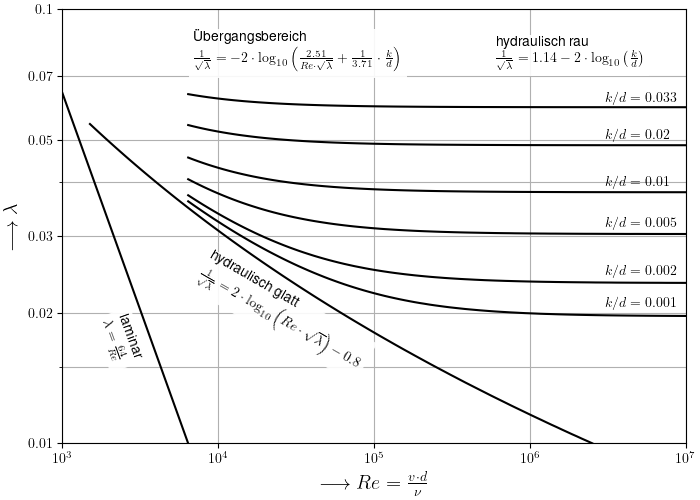 0.1
Übergangsbereich
1/√λ = −2 · log₁₀ (2.51/(Re·√λ) + 1/3.71 · k/d)
hydraulisch rau
1/√λ = 1.14 − 2 · log₁₀ (k/d)
0.07
k/d = 0.033
0.05
k/d = 0.02
k/d = 0.01
⟶ λ
0.03
k/d = 0.005
hydraulisch glatt
1/√λ = 2 · log₁₀ (Re · √λ) − 0.8
k/d = 0.002
k/d = 0.001
0.02
laminar
λ = 64/Re
0.01
10³
10⁴
10⁵
10⁶
10⁷
⟶ Re = v·d/ν